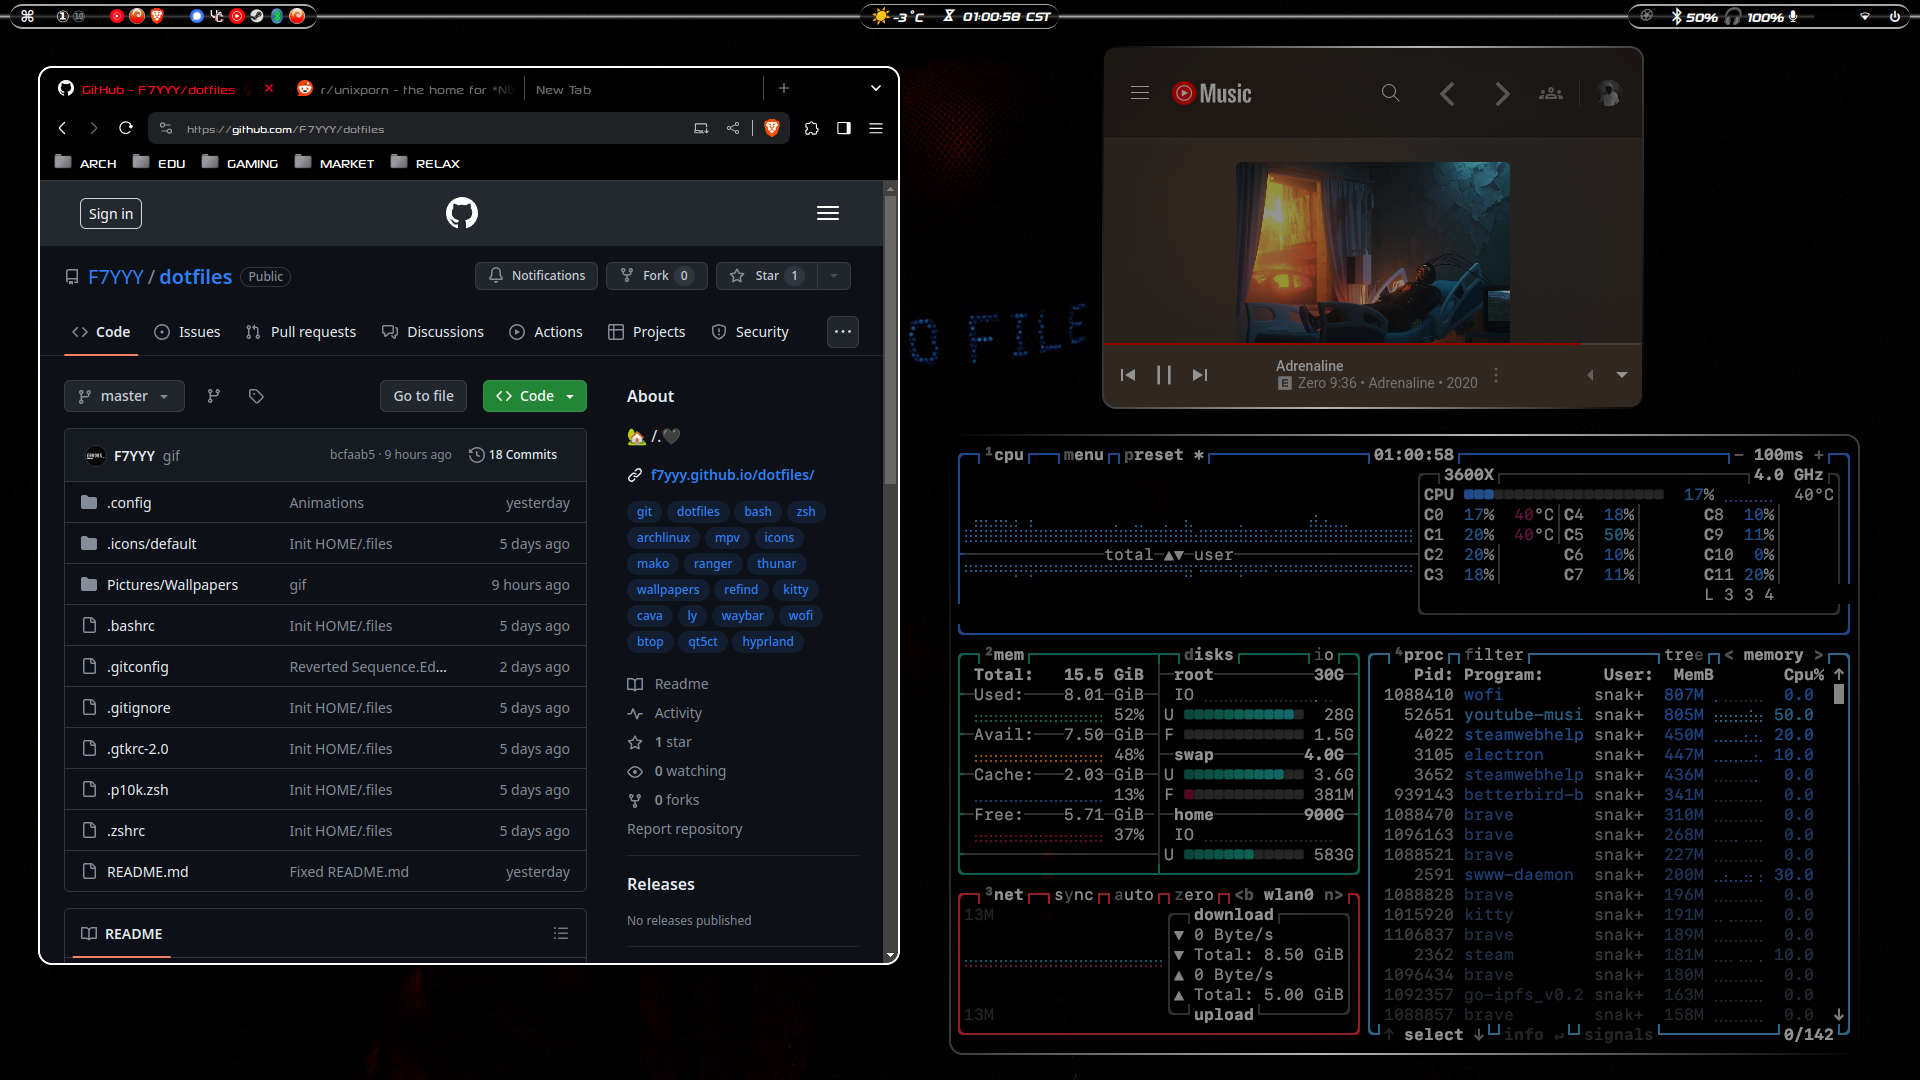 ⌘ ① ⑩
-3°C 01:00:58 CST
50% 100%
GitHub - F7YYY/dotfiles
r/unixporn - the home for *NI
New Tab
https://github.com/F7YYY/dotfiles
ARCH EDU GAMING MARKET RELAX
Sign in
F7YYY / dotfiles Public
Notifications Fork 0 Star 1
Code Issues Pull requests Discussions Actions Projects Security
master Go to file Code
F7YYY gif bcfaab5 · 9 hours ago 18 Commits
.config Animations yesterday
.icons/default Init HOME/.files 5 days ago
Pictures/Wallpapers gif 9 hours ago
.bashrc Init HOME/.files 5 days ago
.gitconfig Reverted Sequence.Ed... 2 days ago
.gitignore Init HOME/.files 5 days ago
.gtkrc-2.0 Init HOME/.files 5 days ago
.p10k.zsh Init HOME/.files 5 days ago
.zshrc Init HOME/.files 5 days ago
README.md Fixed README.md yesterday
README
About
🏡 /.🖤
f7yyy.github.io/dotfiles/
git dotfiles bash zsh
archlinux mpv icons
mako ranger thunar
wallpapers refind kitty
cava ly waybar wofi
btop qt5ct hyprland
Readme
Activity
1 star
0 watching
0 forks
Report repository
Releases
No releases published
O FILE
Music
Adrenaline
E Zero 9:36 • Adrenaline • 2020
1cpu menu preset * 01:00:58 - 100ms +
3600X 4.0 GHz
CPU 17% 40°C
C0 17% 40°C C4 18% C8 10%
C1 20% 40°C C5 50% C9 11%
C2 20% C6 10% C10 0%
C3 18% C7 11% C11 20%
L 3 3 4
total ▲▼ user
2mem
Total: 15.5 GiB
Used: 8.01 GiB
52%
Avail: 7.50 GiB
48%
Cache: 2.03 GiB
13%
Free: 5.71 GiB
37%
disks io
root 30G
IO
U 28G
F 1.5G
swap 4.0G
U 3.6G
F 381M
home 900G
IO
U 583G
3net sync auto zero <b wlan0 n>
13M
download
▼ 0 Byte/s
▼ Total: 8.50 GiB
▲ 0 Byte/s
▲ Total: 5.00 GiB
upload
13M
4proc filter tree < memory >
Pid: Program: User: MemB Cpu% ↑
1088410 wofi snak+ 807M 0.0
52651 youtube-musi snak+ 805M 50.0
4022 steamwebhelp snak+ 450M 20.0
3105 electron snak+ 447M 10.0
3652 steamwebhelp snak+ 436M 0.0
939143 betterbird-b snak+ 341M 0.0
1088470 brave snak+ 310M 0.0
1096163 brave snak+ 268M 0.0
1088521 brave snak+ 227M 0.0
2591 swww-daemon snak+ 200M 30.0
1088828 brave snak+ 196M 0.0
1015920 kitty snak+ 191M 0.0
1106837 brave snak+ 189M 0.0
2362 steam snak+ 181M 10.0
1096434 brave snak+ 180M 0.0
1092357 go-ipfs_v0.2 snak+ 163M 0.0
1088857 brave snak+ 158M 0.0 ↓
↑ select ↓ info ↵ signals 0/142